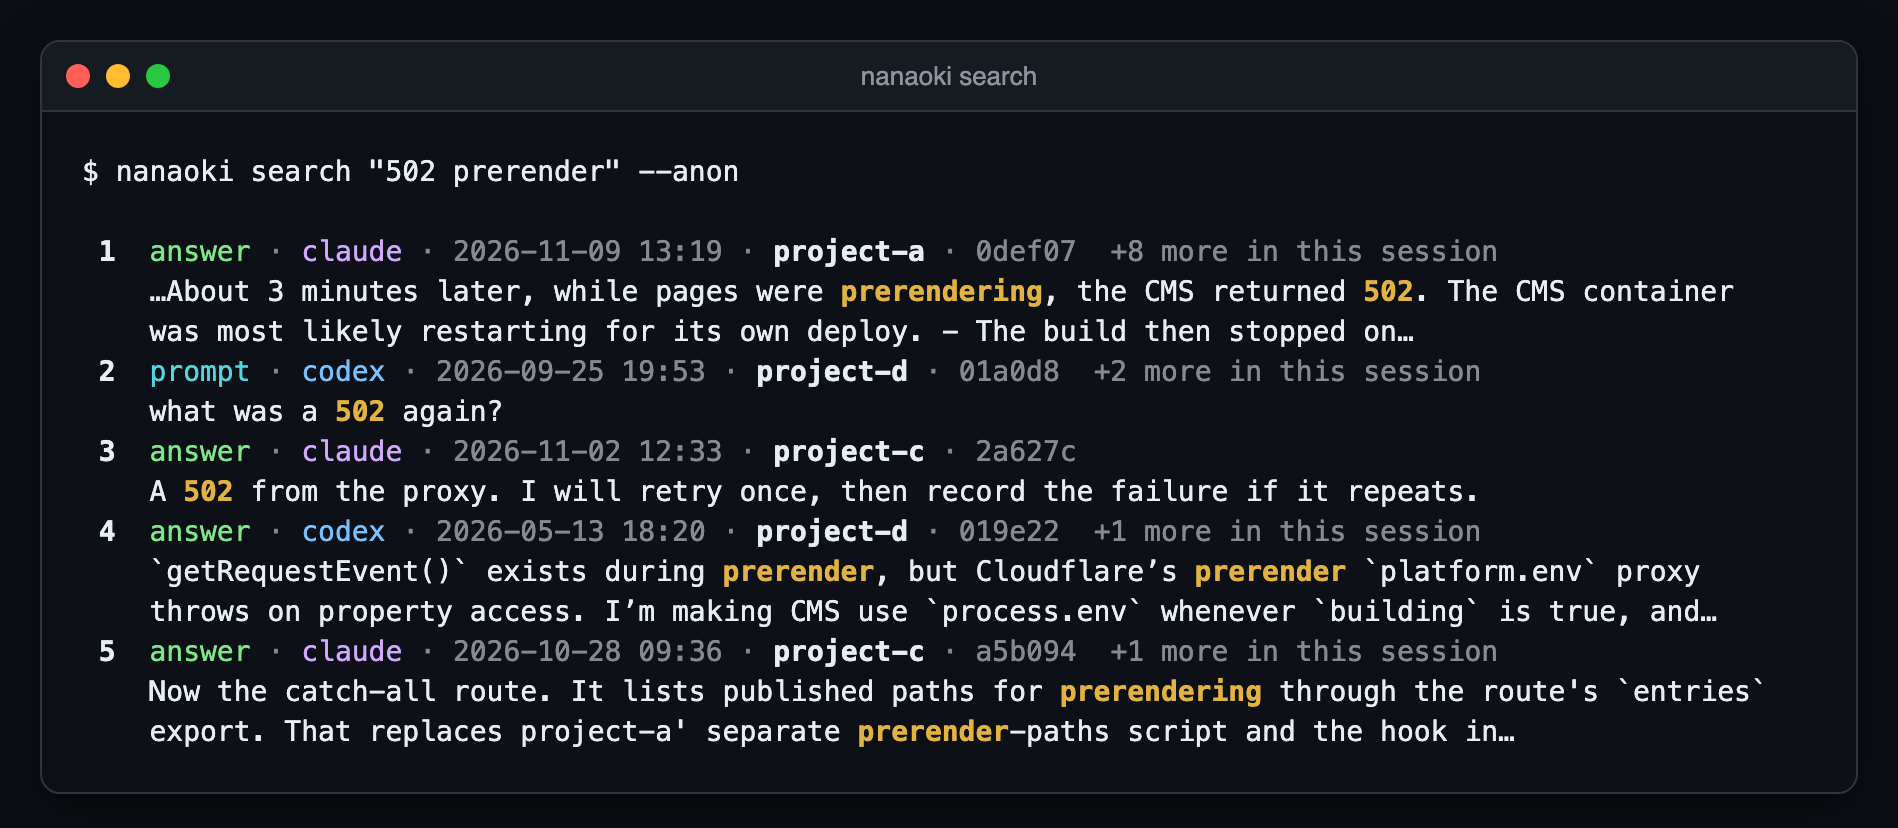 nanaoki search
$ nanaoki search "502 prerender" --anon
1 answer · claude · 2026-11-09 13:19 · project-a · 0def07 +8 more in this session
…About 3 minutes later, while pages were prerendering, the CMS returned 502. The CMS container
was most likely restarting for its own deploy. – The build then stopped on…
2 prompt · codex · 2026-09-25 19:53 · project-d · 01a0d8 +2 more in this session
what was a 502 again?
3 answer · claude · 2026-11-02 12:33 · project-c · 2a627c
A 502 from the proxy. I will retry once, then record the failure if it repeats.
4 answer · codex · 2026-05-13 18:20 · project-d · 019e22 +1 more in this session
`getRequestEvent()` exists during prerender, but Cloudflare’s prerender `platform.env` proxy
throws on property access. I’m making CMS use `process.env` whenever `building` is true, and…
5 answer · claude · 2026-10-28 09:36 · project-c · a5b094 +1 more in this session
Now the catch-all route. It lists published paths for prerendering through the route's `entries`
export. That replaces project-a' separate prerender-paths script and the hook in…